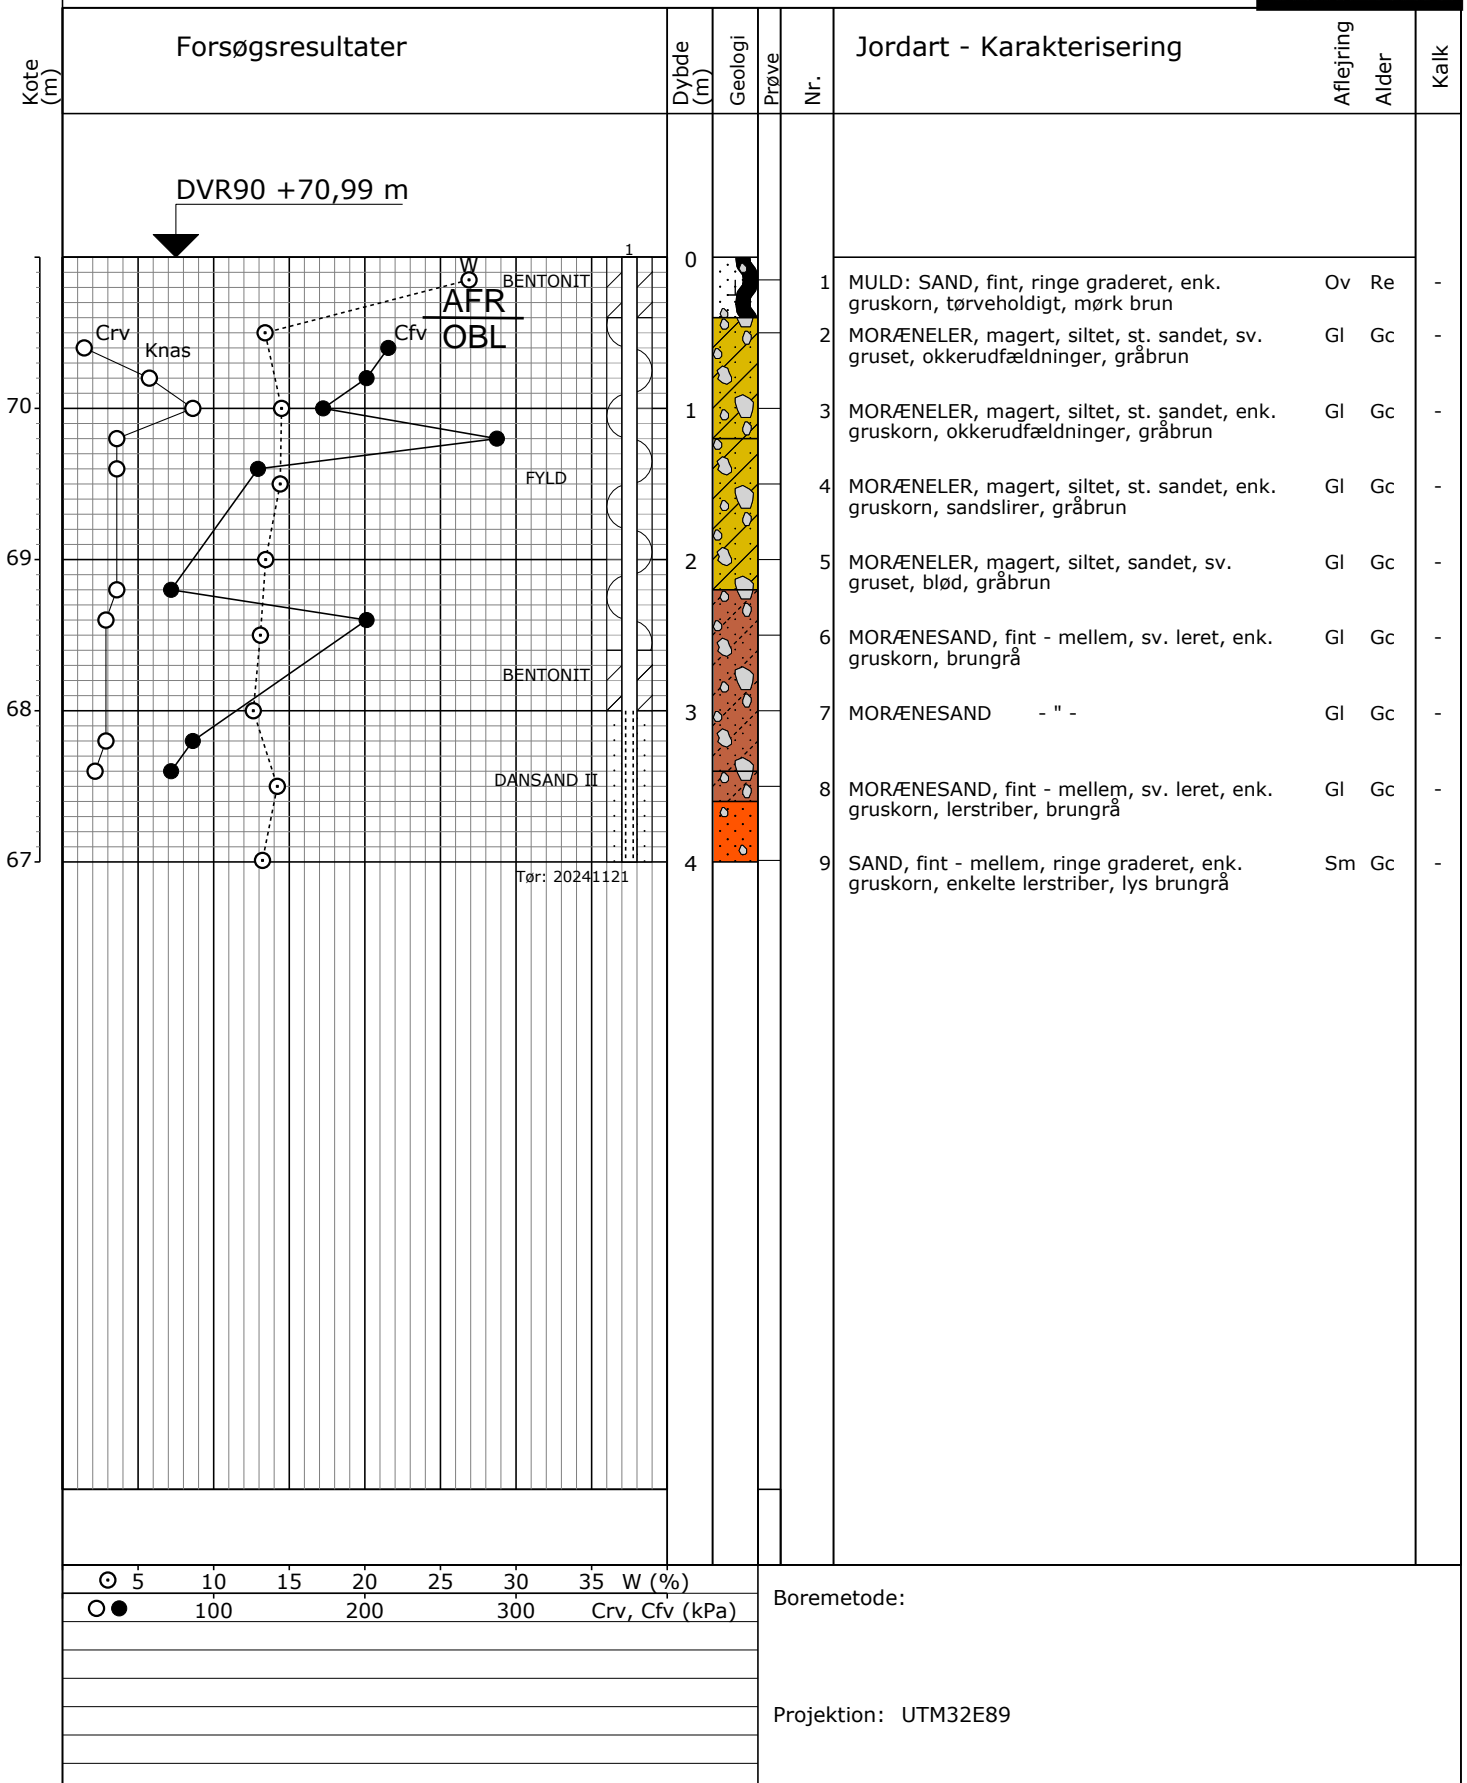 Kote
(m)
Forsøgsresultater
Dybde
(m)
Geologi
Prøve
Nr.
Jordart - Karakterisering
Aflejring
Alder
Kalk
DVR90 +70,99 m
1
W
BENTONIT
AFR
OBL
Crv
Knas
Cfv
FYLD
BENTONIT
DANSAND II
Tør: 20241121
70
69
68
67
0
1
2
3
4
1 MULD: SAND, fint, ringe graderet, enk. Ov Re -
gruskorn, tørveholdigt, mørk brun
2 MORÆNELER, magert, siltet, st. sandet, sv. Gl Gc -
gruset, okkerudfældninger, gråbrun
3 MORÆNELER, magert, siltet, st. sandet, enk. Gl Gc -
gruskorn, okkerudfældninger, gråbrun
4 MORÆNELER, magert, siltet, st. sandet, enk. Gl Gc -
gruskorn, sandslirer, gråbrun
5 MORÆNELER, magert, siltet, sandet, sv. Gl Gc -
gruset, blød, gråbrun
6 MORÆNESAND, fint - mellem, sv. leret, enk. Gl Gc -
gruskorn, brungrå
7 MORÆNESAND - " - Gl Gc -
8 MORÆNESAND, fint - mellem, sv. leret, enk. Gl Gc -
gruskorn, lerstriber, brungrå
9 SAND, fint - mellem, ringe graderet, enk. Sm Gc -
gruskorn, enkelte lerstriber, lys brungrå
5 10 15 20 25 30 35 W (%)
100 200 300 Crv, Cfv (kPa)
Boremetode:
Projektion: UTM32E89